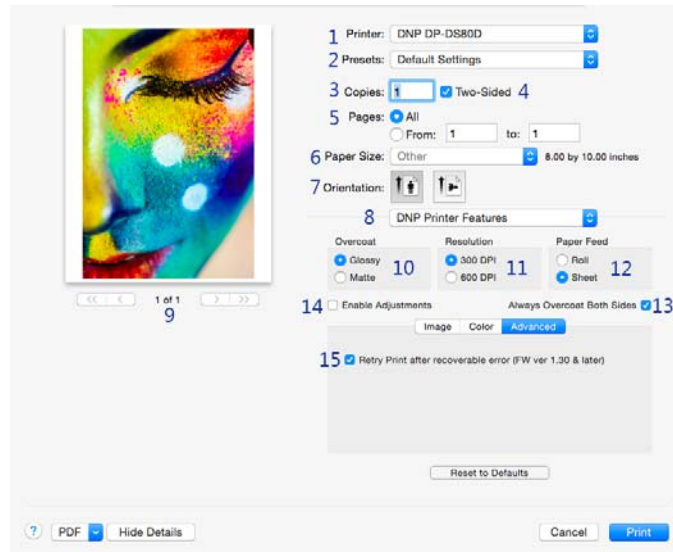 1 Printer: DNP DP-DS80D
2 Presets: Default Settings
3 Copies: 1 Two-Sided 4
5 Pages: All
From: 1 to: 1
6 Paper Size: Other 8.00 by 10.00 inches
7 Orientation:
8 DNP Printer Features
Overcoat Resolution Paper Feed
Glossy 300 DPI Roll
10 11 12
Matte 600 DPI Sheet
1 of 1
9
14 Enable Adjustments Always Overcoat Both Sides 13
Image Color Advanced
15 Retry Print after recoverable error (FW ver 1.30 & later)
Reset to Defaults
? PDF Hide Details Cancel Print